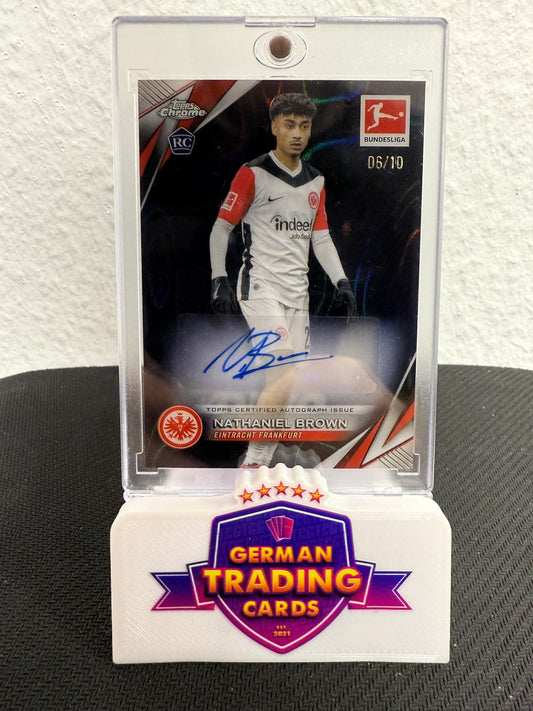 Topps
Chrome
RC
BUNDESLIGA
06/10
indeed
TOPPS CERTIFIED AUTOGRAPH ISSUE
NATHANIEL BROWN
EINTRACHT FRANKFURT
GERMAN
TRADING
CARDS
EST.
2021